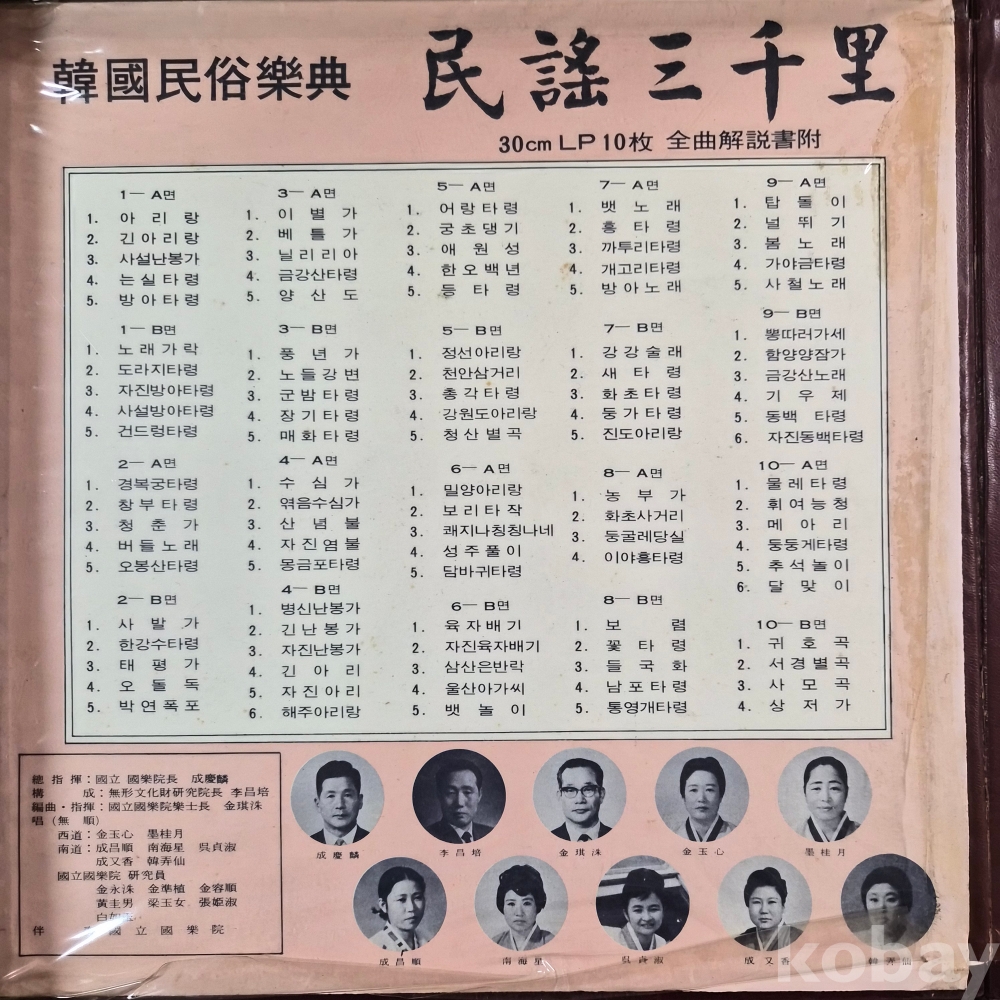 韓國民俗樂典 民謠三千里
30cm LP 10枚 全曲解説書附
1—A면
1. 아리랑
2. 긴아리랑
3. 사설난봉가
4. 는실타령
5. 방아타령
1—B면
1. 노래가락
2. 도라지타령
3. 자진방아타령
4. 사설방아타령
5. 건드렁타령
2—A면
1. 경복궁타령
2. 창부타령
3. 청춘가
4. 버들노래
5. 오봉산타령
2—B면
1. 사발가
2. 한강수타령
3. 태평가
4. 오돌독
5. 박연폭포
3—A면
1. 이별가
2. 베틀가
3. 닐리리아
4. 금강산타령
5. 양산도
3—B면
1. 풍년가
2. 노들강변
3. 군밤타령
4. 장기타령
5. 매화타령
4—A면
1. 수심가
2. 엮음수심가
3. 산념불
4. 자진염불
5. 몽금포타령
4—B면
1. 병신난봉가
2. 긴난봉가
3. 자진난봉가
4. 긴아리
5. 자진아리
6. 해주아리랑
5—A면
1. 어랑타령
2. 궁초댕기
3. 애원성
4. 한오백년
5. 등타령
5—B면
1. 정선아리랑
2. 천안삼거리
3. 총각타령
4. 강원도아리랑
5. 청산별곡
6—A면
1. 밀양아리랑
2. 보리타작
3. 쾌지나칭칭나네
4. 성주풀이
5. 담바귀타령
6—B면
1. 육자배기
2. 자진육자배기
3. 삼산은반락
4. 울산아가씨
5. 뱃놀이
7—A면
1. 뱃노래
2. 흥타령
3. 까투리타령
4. 개고리타령
5. 방아노래
7—B면
1. 강강술래
2. 새타령
3. 화초타령
4. 둥가타령
5. 진도아리랑
8—A면
1. 농부가
2. 화초사거리
3. 둥굴레당실
4. 이야흥타령
8—B면
1. 보렴
2. 꽃타령
3. 들국화
4. 남포타령
5. 통영개타령
9—A면
1. 탑돌이
2. 널뛰기
3. 봄노래
4. 가야금타령
5. 사철노래
9—B면
1. 뽕따러가세
2. 함양양잠가
3. 금강산노래
4. 기우제
5. 동백타령
6. 자진동백타령
10—A면
1. 물레타령
2. 휘여능청
3. 메아리
4. 둥둥게타령
5. 추석놀이
6. 달맞이
10—B면
1. 귀호곡
2. 서경별곡
3. 사모곡
4. 상저가
總指揮:國立 國樂院長 成慶麟
構成:無形文化財研究院長 李昌培
編曲·指揮:國立國樂院樂士長 金琪洙
唱(無順)
西道:金玉心 墨桂月
南道:成昌順 南海星 吳貞淑
成又香 韓弄仙
國立國樂院 研究員
金永洙 金準植 金容順
黃圭男 梁玉女 張姫淑
伴 國立國樂院
成慶麟 李昌培 金琪洙 金玉心 墨桂月
成昌順 南海星 吳貞淑 成又香 韓弄仙
kobay